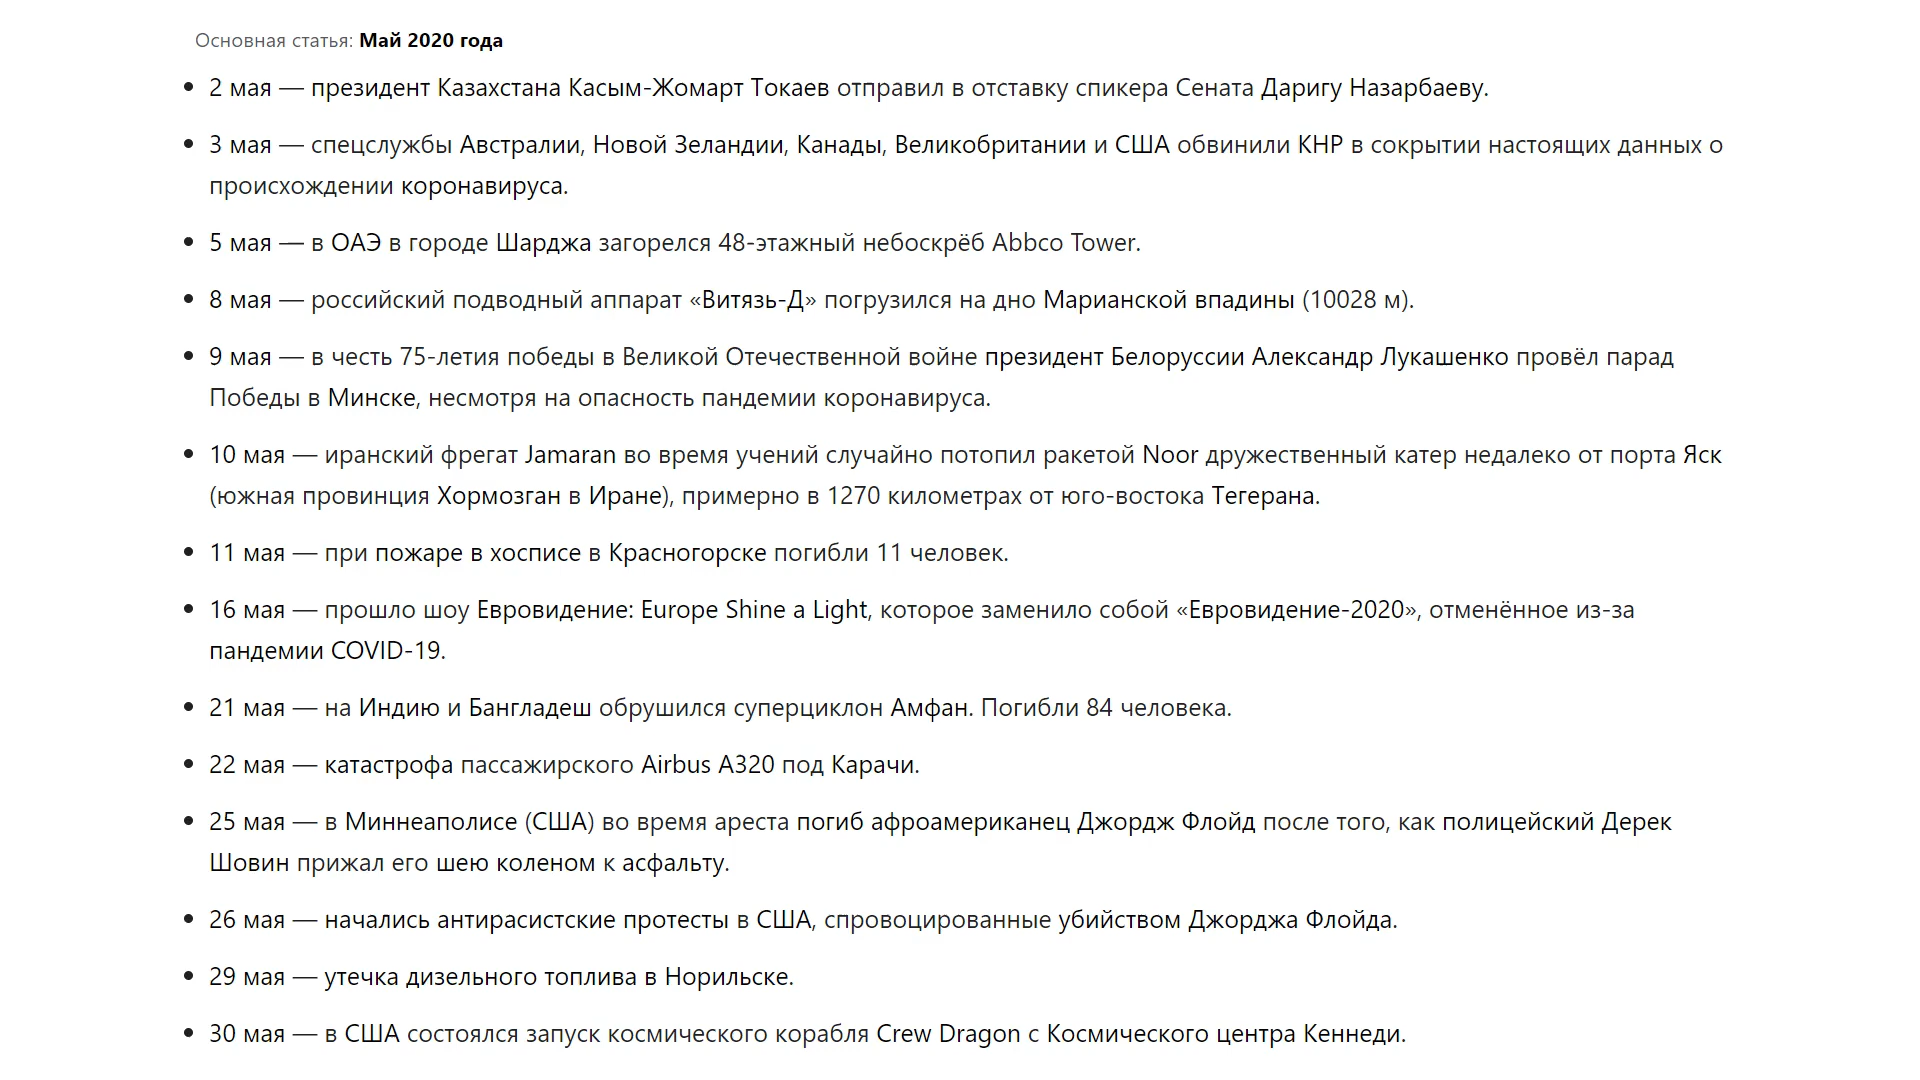 Основная статья: Май 2020 года
• 2 мая — президент Казахстана Касым-Жомарт Токаев отправил в отставку спикера Сената Даригу Назарбаеву.
• 3 мая — спецслужбы Австралии, Новой Зеландии, Канады, Великобритании и США обвинили КНР в сокрытии настоящих данных о
происхождении коронавируса.
• 5 мая — в ОАЭ в городе Шарджа загорелся 48-этажный небоскрёб Abbco Tower.
• 8 мая — российский подводный аппарат «Витязь-Д» погрузился на дно Марианской впадины (10028 м).
• 9 мая — в честь 75-летия победы в Великой Отечественной войне президент Белоруссии Александр Лукашенко провёл парад
Победы в Минске, несмотря на опасность пандемии коронавируса.
• 10 мая — иранский фрегат Jamaran во время учений случайно потопил ракетой Noor дружественный катер недалеко от порта Яск
(южная провинция Хормозган в Иране), примерно в 1270 километрах от юго-востока Тегерана.
• 11 мая — при пожаре в хосписе в Красногорске погибли 11 человек.
• 16 мая — прошло шоу Евровидение: Europe Shine a Light, которое заменило собой «Евровидение-2020», отменённое из-за
пандемии COVID-19.
• 21 мая — на Индию и Бангладеш обрушился суперциклон Амфан. Погибли 84 человека.
• 22 мая — катастрофа пассажирского Airbus A320 под Карачи.
• 25 мая — в Миннеаполисе (США) во время ареста погиб афроамериканец Джордж Флойд после того, как полицейский Дерек
Шовин прижал его шею коленом к асфальту.
• 26 мая — начались антирасистские протесты в США, спровоцированные убийством Джорджа Флойда.
• 29 мая — утечка дизельного топлива в Норильске.
• 30 мая — в США состоялся запуск космического корабля Crew Dragon с Космического центра Кеннеди.